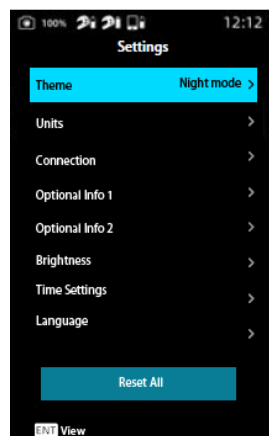 100% 12:12
Settings
Theme Night mode >
Units >
Connection >
Optional Info 1 >
Optional Info 2 >
Brightness >
Time Settings >
Language >
Reset All
ENT View